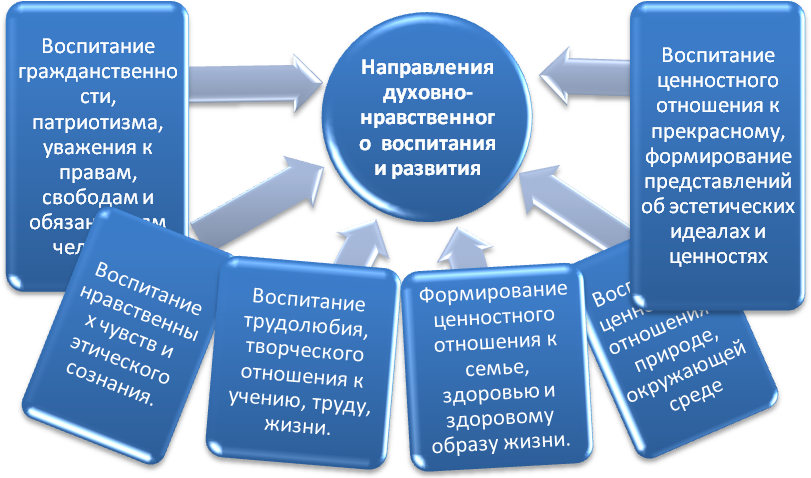 Воспитание
гражданственно
сти,
патриотизма,
уважения к
правам,
свободам и
Направления
духовно-
нравственног
о воспитания
и развития
Воспитание
ценностного
отношения к
прекрасному,
формирование
представлений
об эстетических
идеалах и
ценностях
Воспитание
нравственны
х чувств и
этического
сознания.
Воспитание
трудолюбия,
творческого
отношения к
учению, труду,
жизни.
Формирование
ценностного
отношения к
семье,
здоровью и
здоровому
образу жизни.
отношения
природе,
окружающей
среде